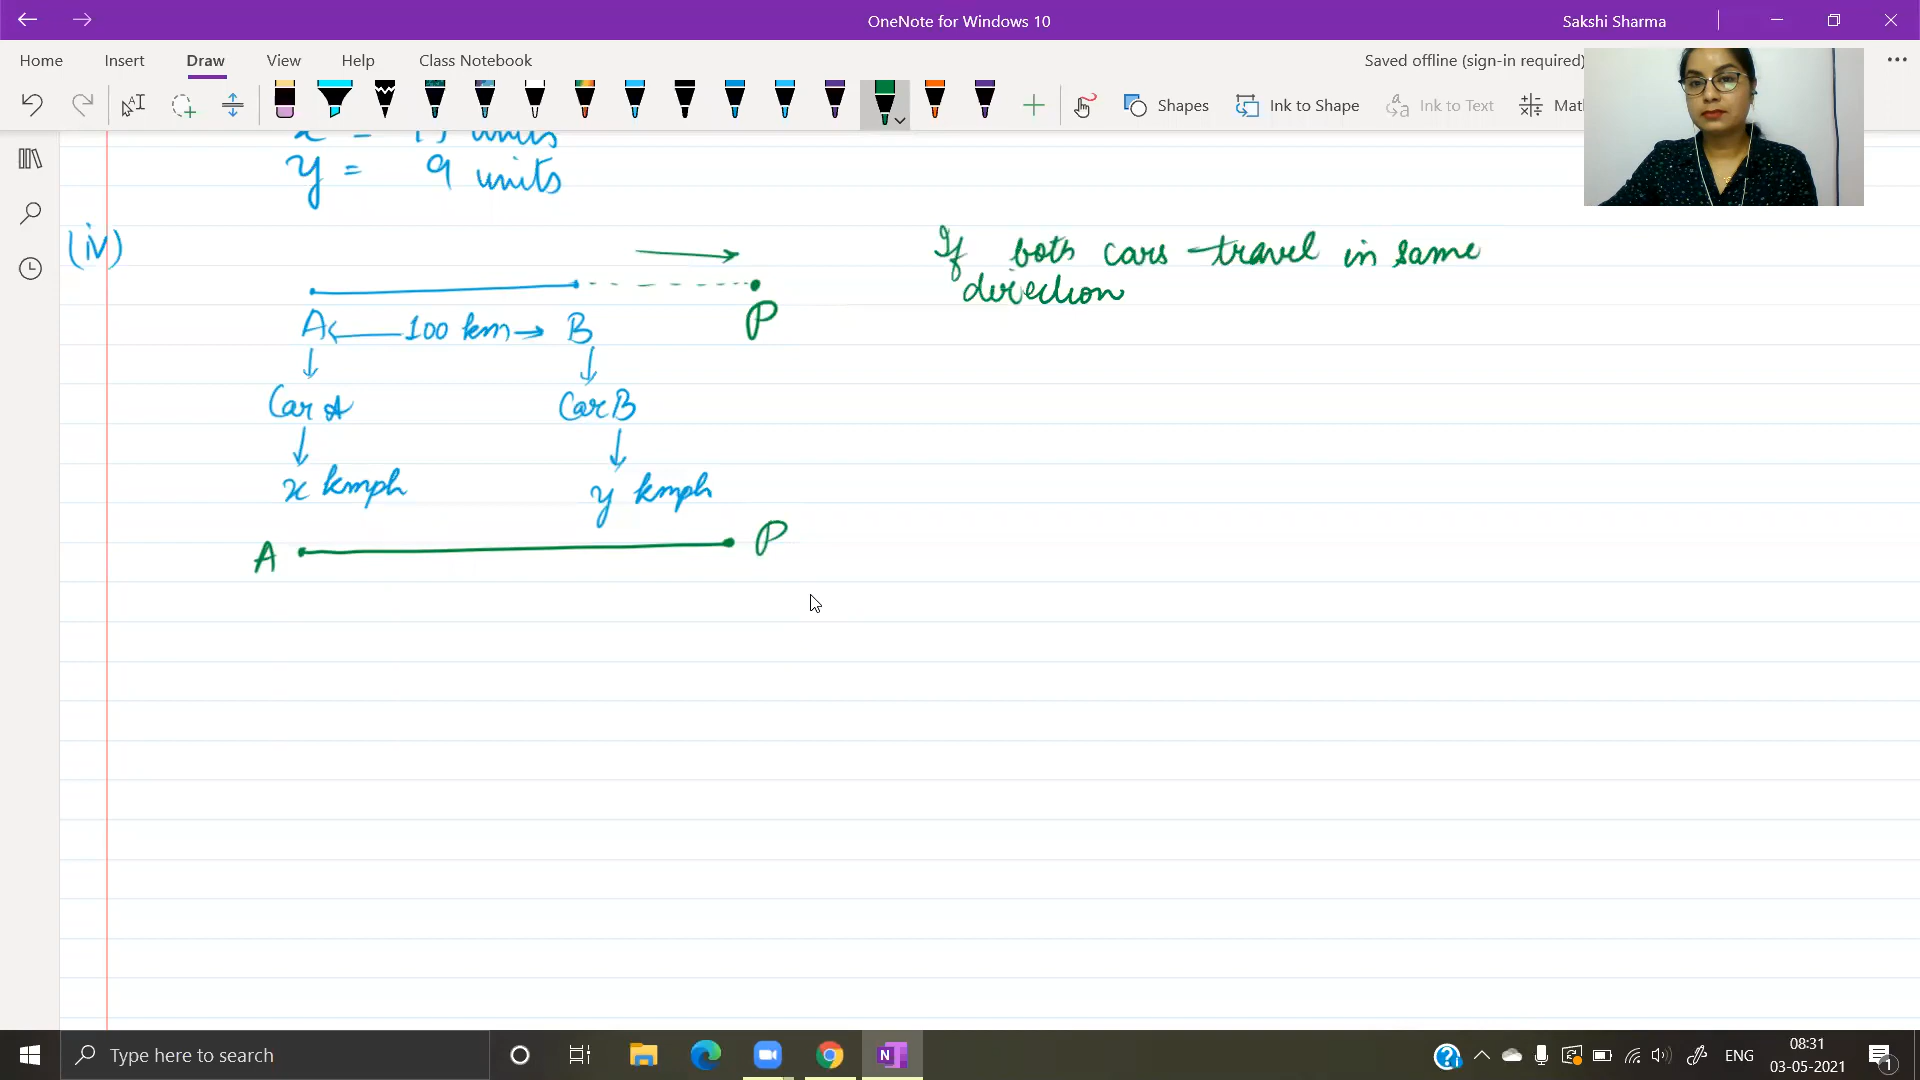 OneNote for Windows 10
Sakshi Sharma
Home Insert Draw View Help Class Notebook
Saved offline (sign-in required)
Shapes Ink to Shape Ink to Text Mat
y = 9 units
(iv)
If both cars travel in same
direction
P
A 100 km B
Car A Car B
x kmph y kmph
A P
Type here to search
ENG
08:31
03-05-2021
1